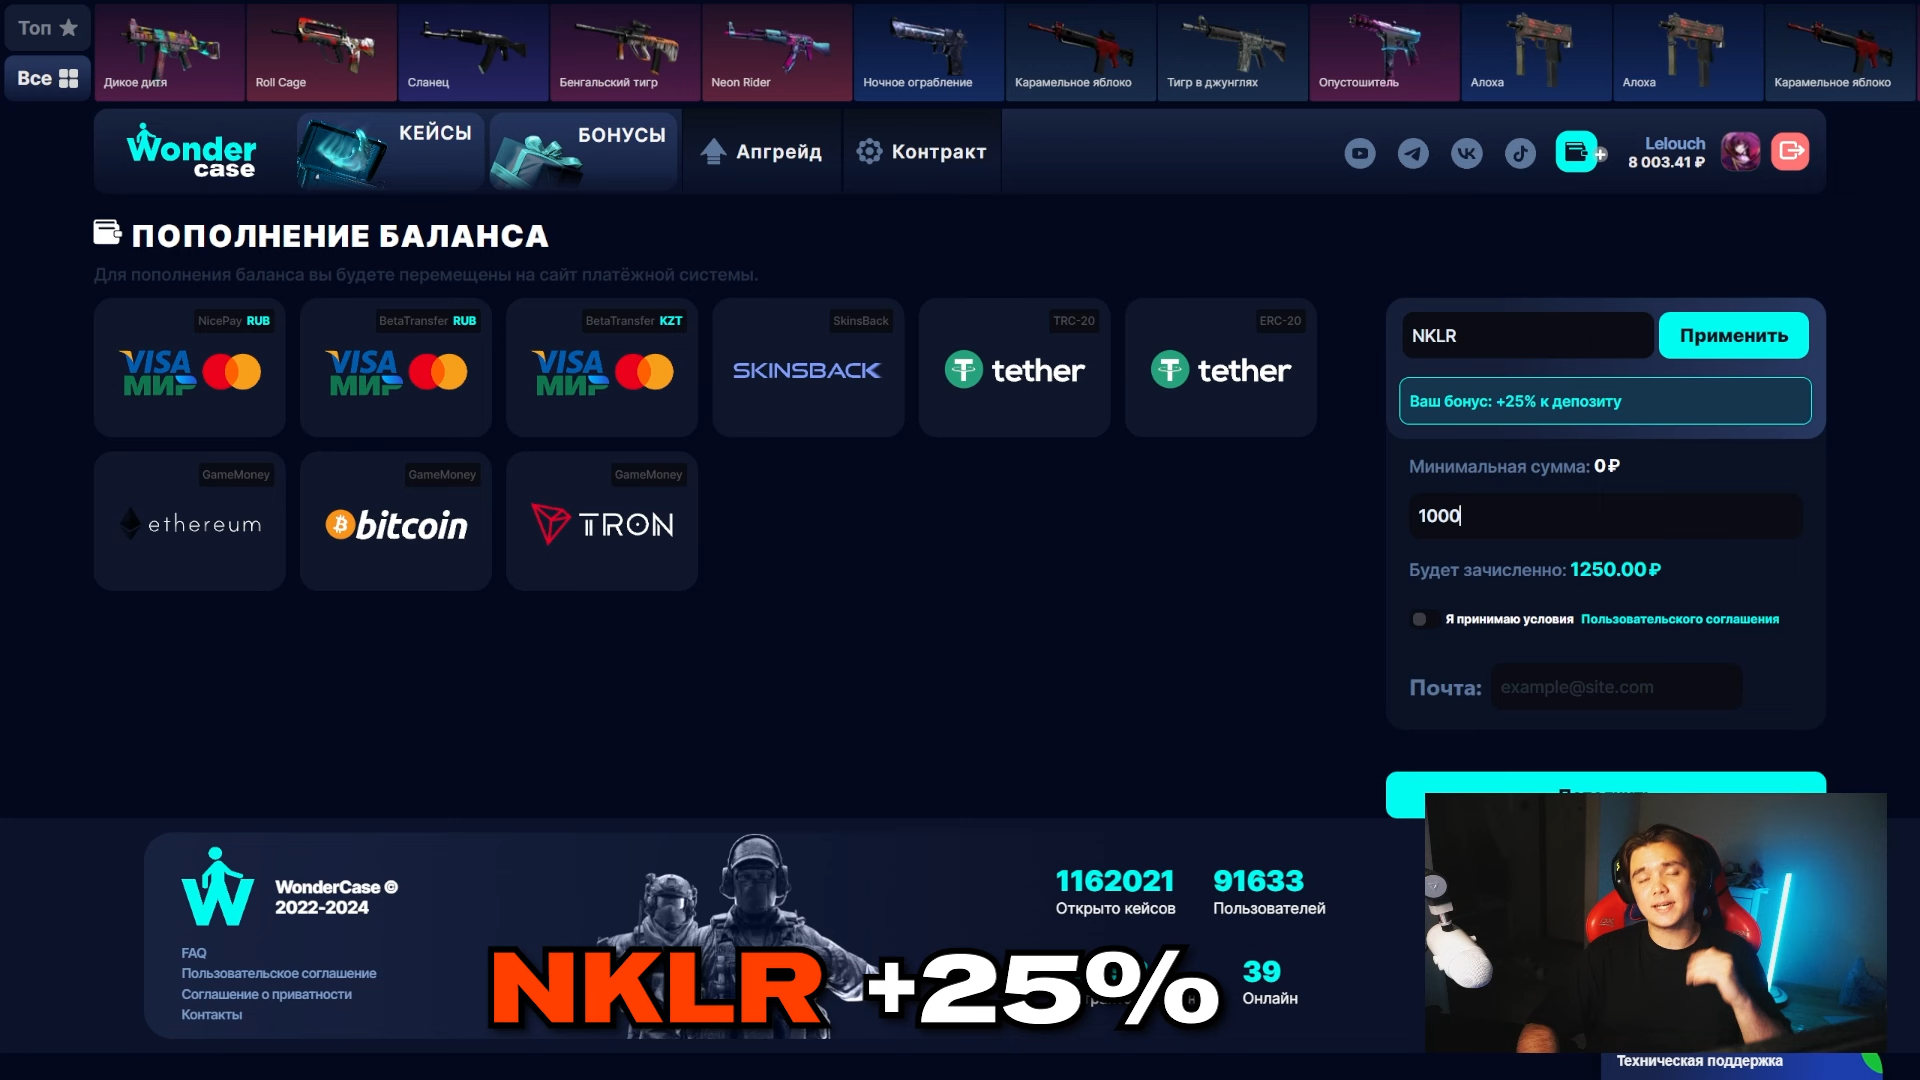 Топ
Все
Дикое дитя
Roll Cage
Сланец
Бенгальский тигр
Neon Rider
Ночное ограбление
Карамельное яблоко
Тигр в джунглях
Опустошитель
Алоха
Алоха
Карамельное яблоко
Wonder
case
КЕЙСЫ
БОНУСЫ
Апгрейд
Контракт
Lelouch
8 003.41 ₽
ПОПОЛНЕНИЕ БАЛАНСА
Для пополнения баланса вы будете перемещены на сайт платёжной системы.
NicePay RUB
VISA
МИР
BetaTransfer RUB
VISA
МИР
BetaTransfer KZT
VISA
МИР
SkinsBack
SKINSBACK
TRC-20
tether
ERC-20
tether
GameMoney
ethereum
GameMoney
bitcoin
GameMoney
TRON
NKLR
Применить
Ваш бонус: +25% к депозиту
Минимальная сумма: 0₽
1000
Будет зачисленно: 1250.00₽
Я принимаю условия Пользовательского соглашения
Почта: example@site.com
WonderCase ©
2022-2024
FAQ
Пользовательское соглашение
Соглашение о приватности
Контакты
1162021
Открыто кейсов
91633
Пользователей
39
Онлайн
NKLR +25%
Техническая поддержка